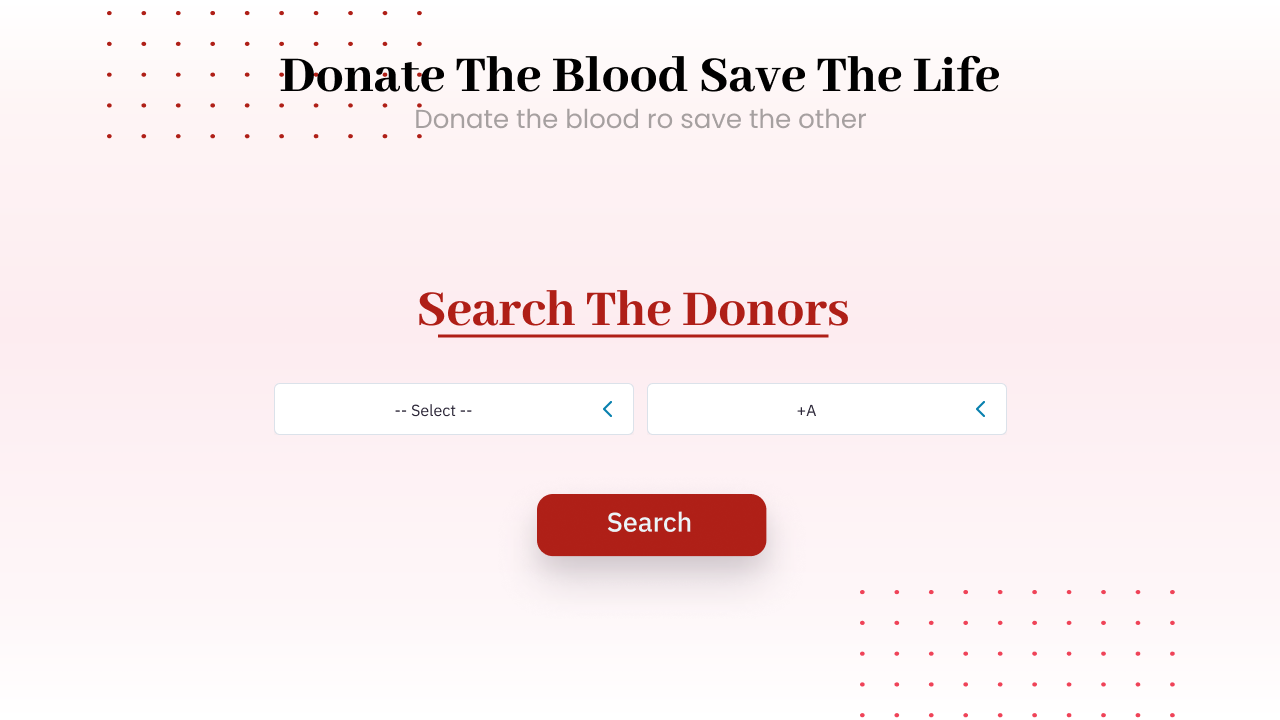 Donate The Blood Save The Life
Donate the blood ro save the other
Search The Donors
-- Select --
+A
Search